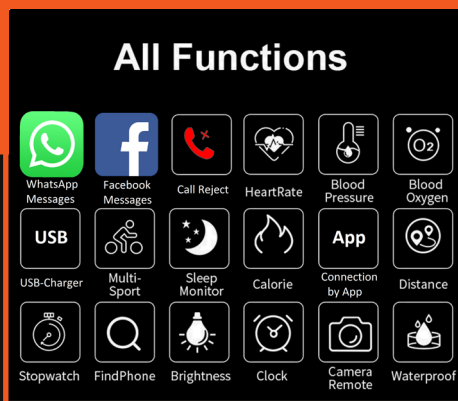 All Functions
WhatsApp
Messages
Facebook
Messages
Call Reject
HeartRate
Blood
Pressure
O2
Blood
Oxygen
USB
USB-Charger
Multi-
Sport
Sleep
Monitor
Calorie
App
Connection
by App
Distance
Stopwatch
FindPhone
Brightness
Clock
Camera
Remote
Waterproof